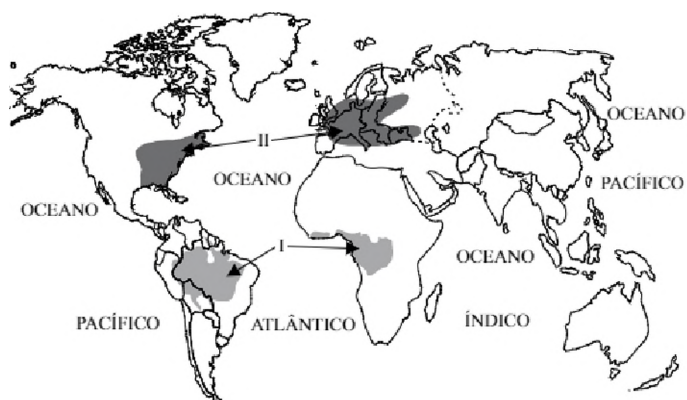 OCEANO
II
OCEANO
PACÍFICO
OCEANO
I
OCEANO
PACÍFICO
ATLÂNTICO
ÍNDICO